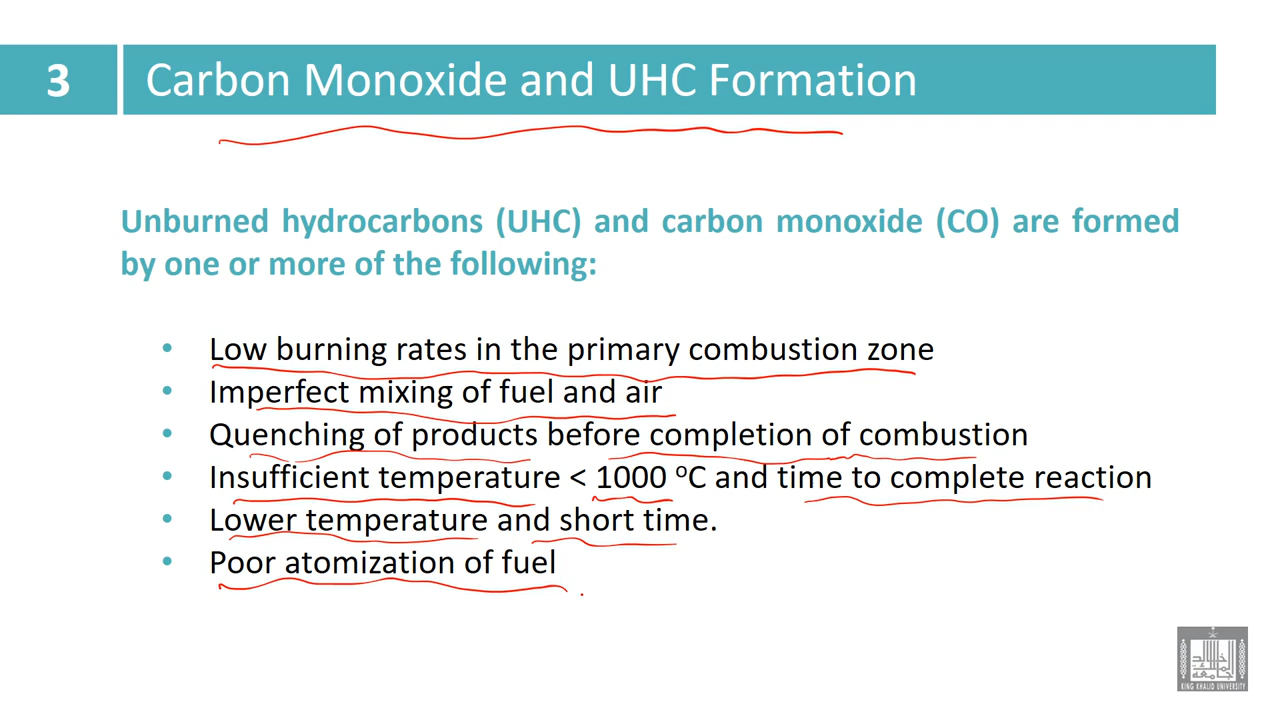 3
Carbon Monoxide and UHC Formation
Unburned hydrocarbons (UHC) and carbon monoxide (CO) are formed
by one or more of the following:
• Low burning rates in the primary combustion zone
• Imperfect mixing of fuel and air
• Quenching of products before completion of combustion
• Insufficient temperature < 1000 ᵒC and time to complete reaction
• Lower temperature and short time.
• Poor atomization of fuel
KING KHALID UNIVERSITY